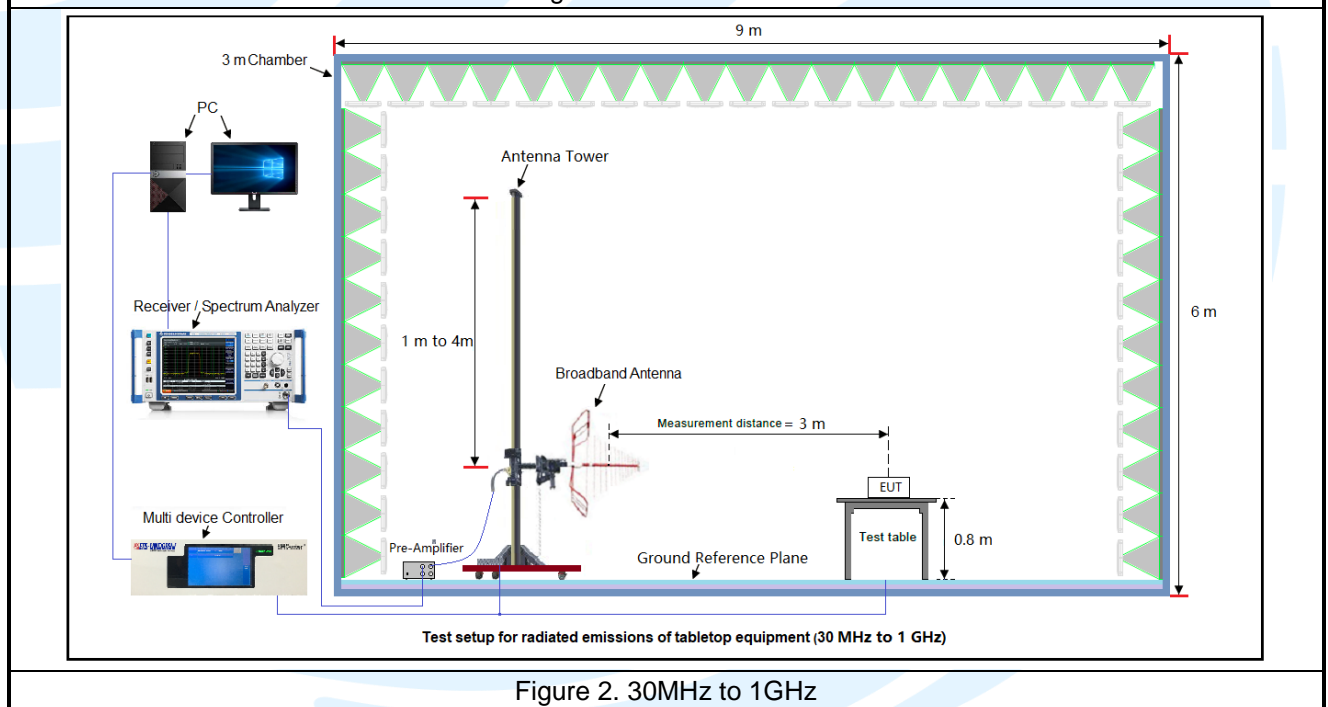 9 m
3 m Chamber
PC
Antenna Tower
Receiver / Spectrum Analyzer
6 m
1 m to 4m
Broadband Antenna
Measurement distance = 3 m
EUT
Multi device Controller
Pre-Amplifier
Test table
0.8 m
Ground Reference Plane
Test setup for radiated emissions of tabletop equipment (30 MHz to 1 GHz)
Figure 2. 30MHz to 1GHz